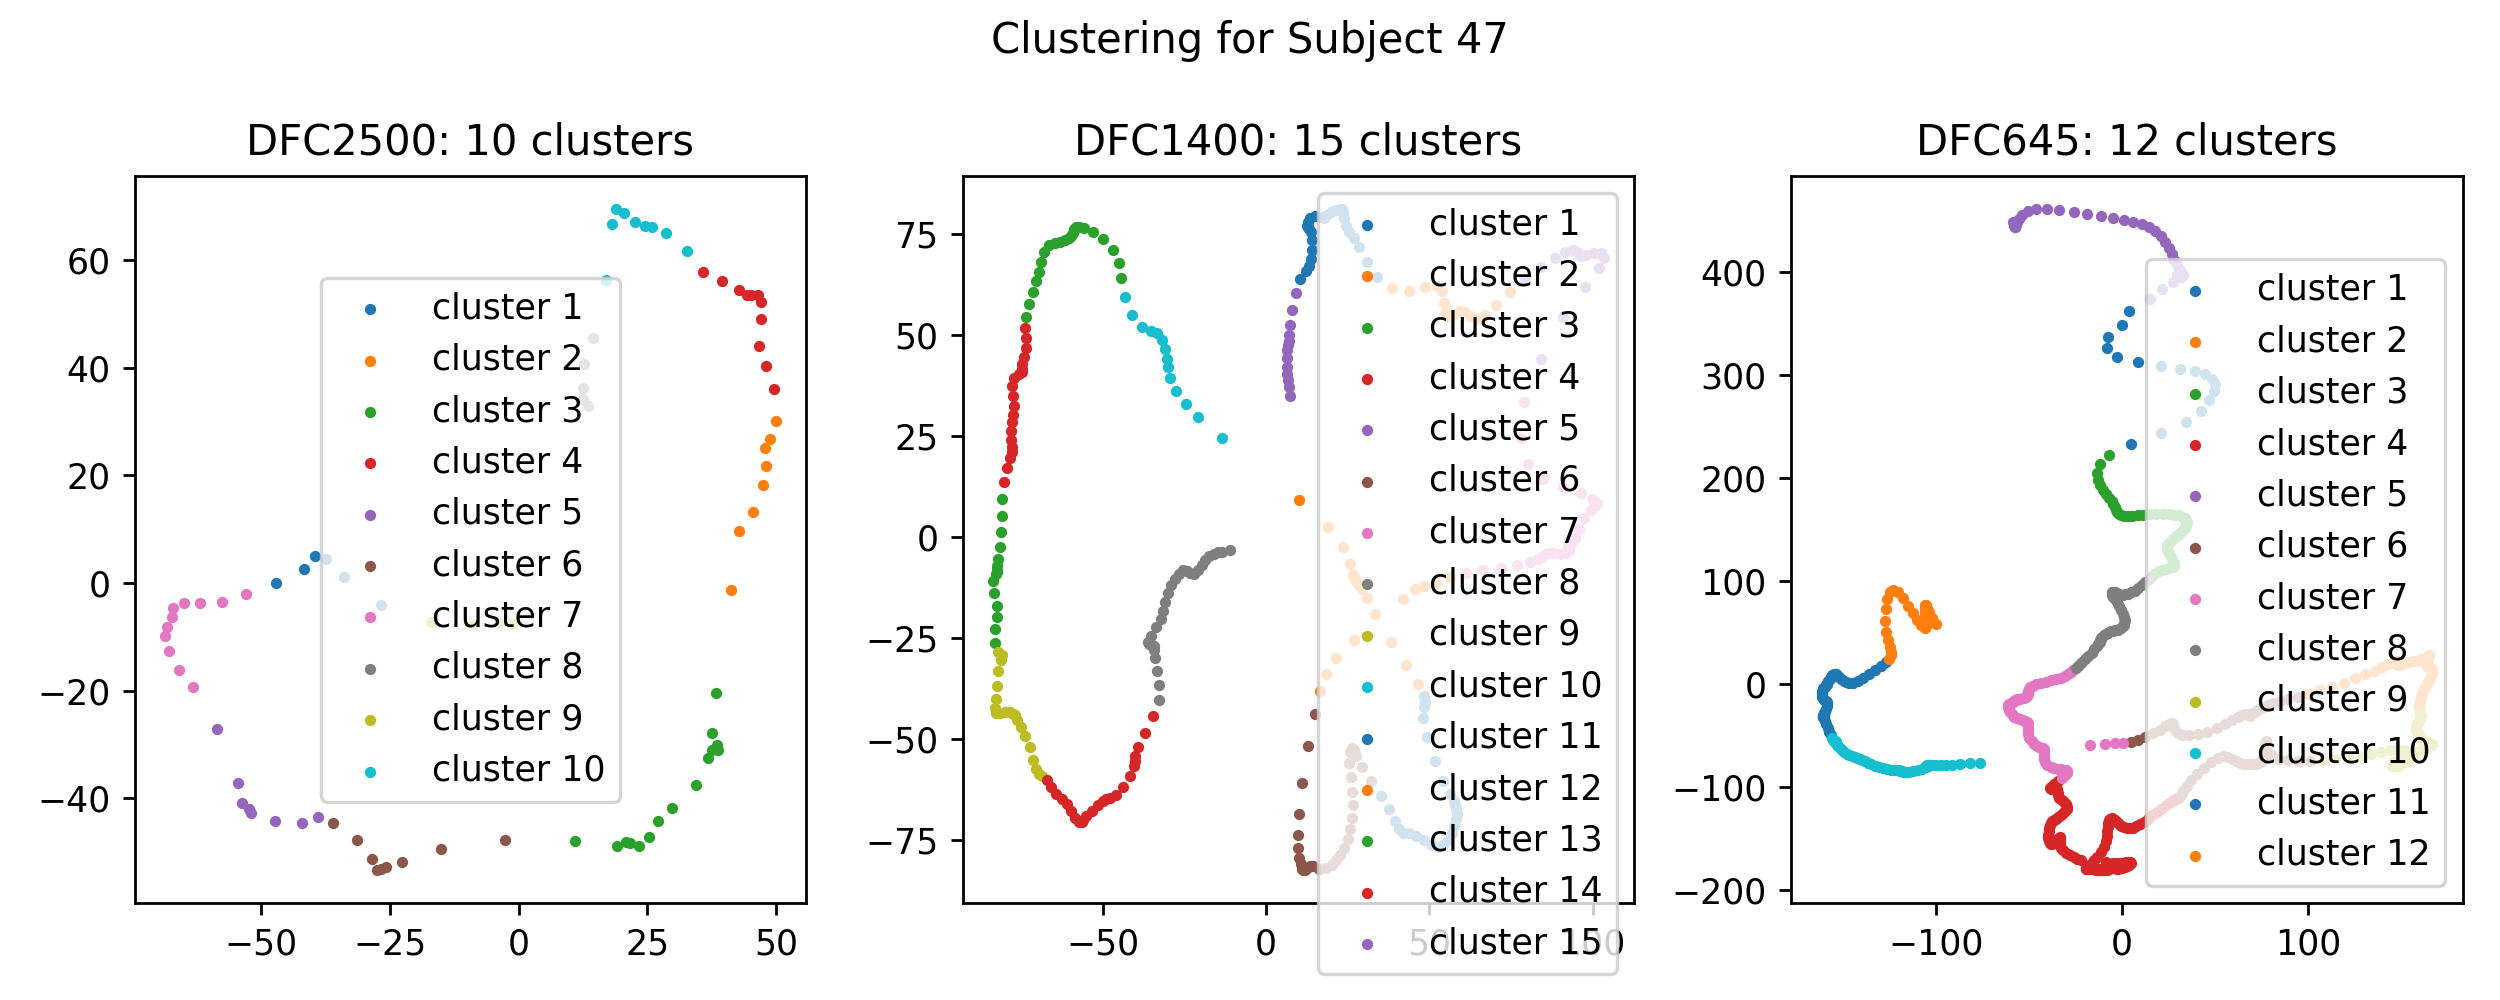 Clustering for Subject 47
DFC2500: 10 clusters
60
40
20
0
−20
−40
−50
−25
0
25
50
cluster 1
cluster 2
cluster 3
cluster 4
cluster 5
cluster 6
cluster 7
cluster 8
cluster 9
cluster 10
DFC1400: 15 clusters
75
50
25
0
−25
−50
−75
−50
0
50
100
cluster 1
cluster 2
cluster 3
cluster 4
cluster 5
cluster 6
cluster 7
cluster 8
cluster 9
cluster 10
cluster 11
cluster 12
cluster 13
cluster 14
cluster 15
DFC645: 12 clusters
400
300
200
100
0
−100
−200
−100
0
100
cluster 1
cluster 2
cluster 3
cluster 4
cluster 5
cluster 6
cluster 7
cluster 8
cluster 9
cluster 10
cluster 11
cluster 12